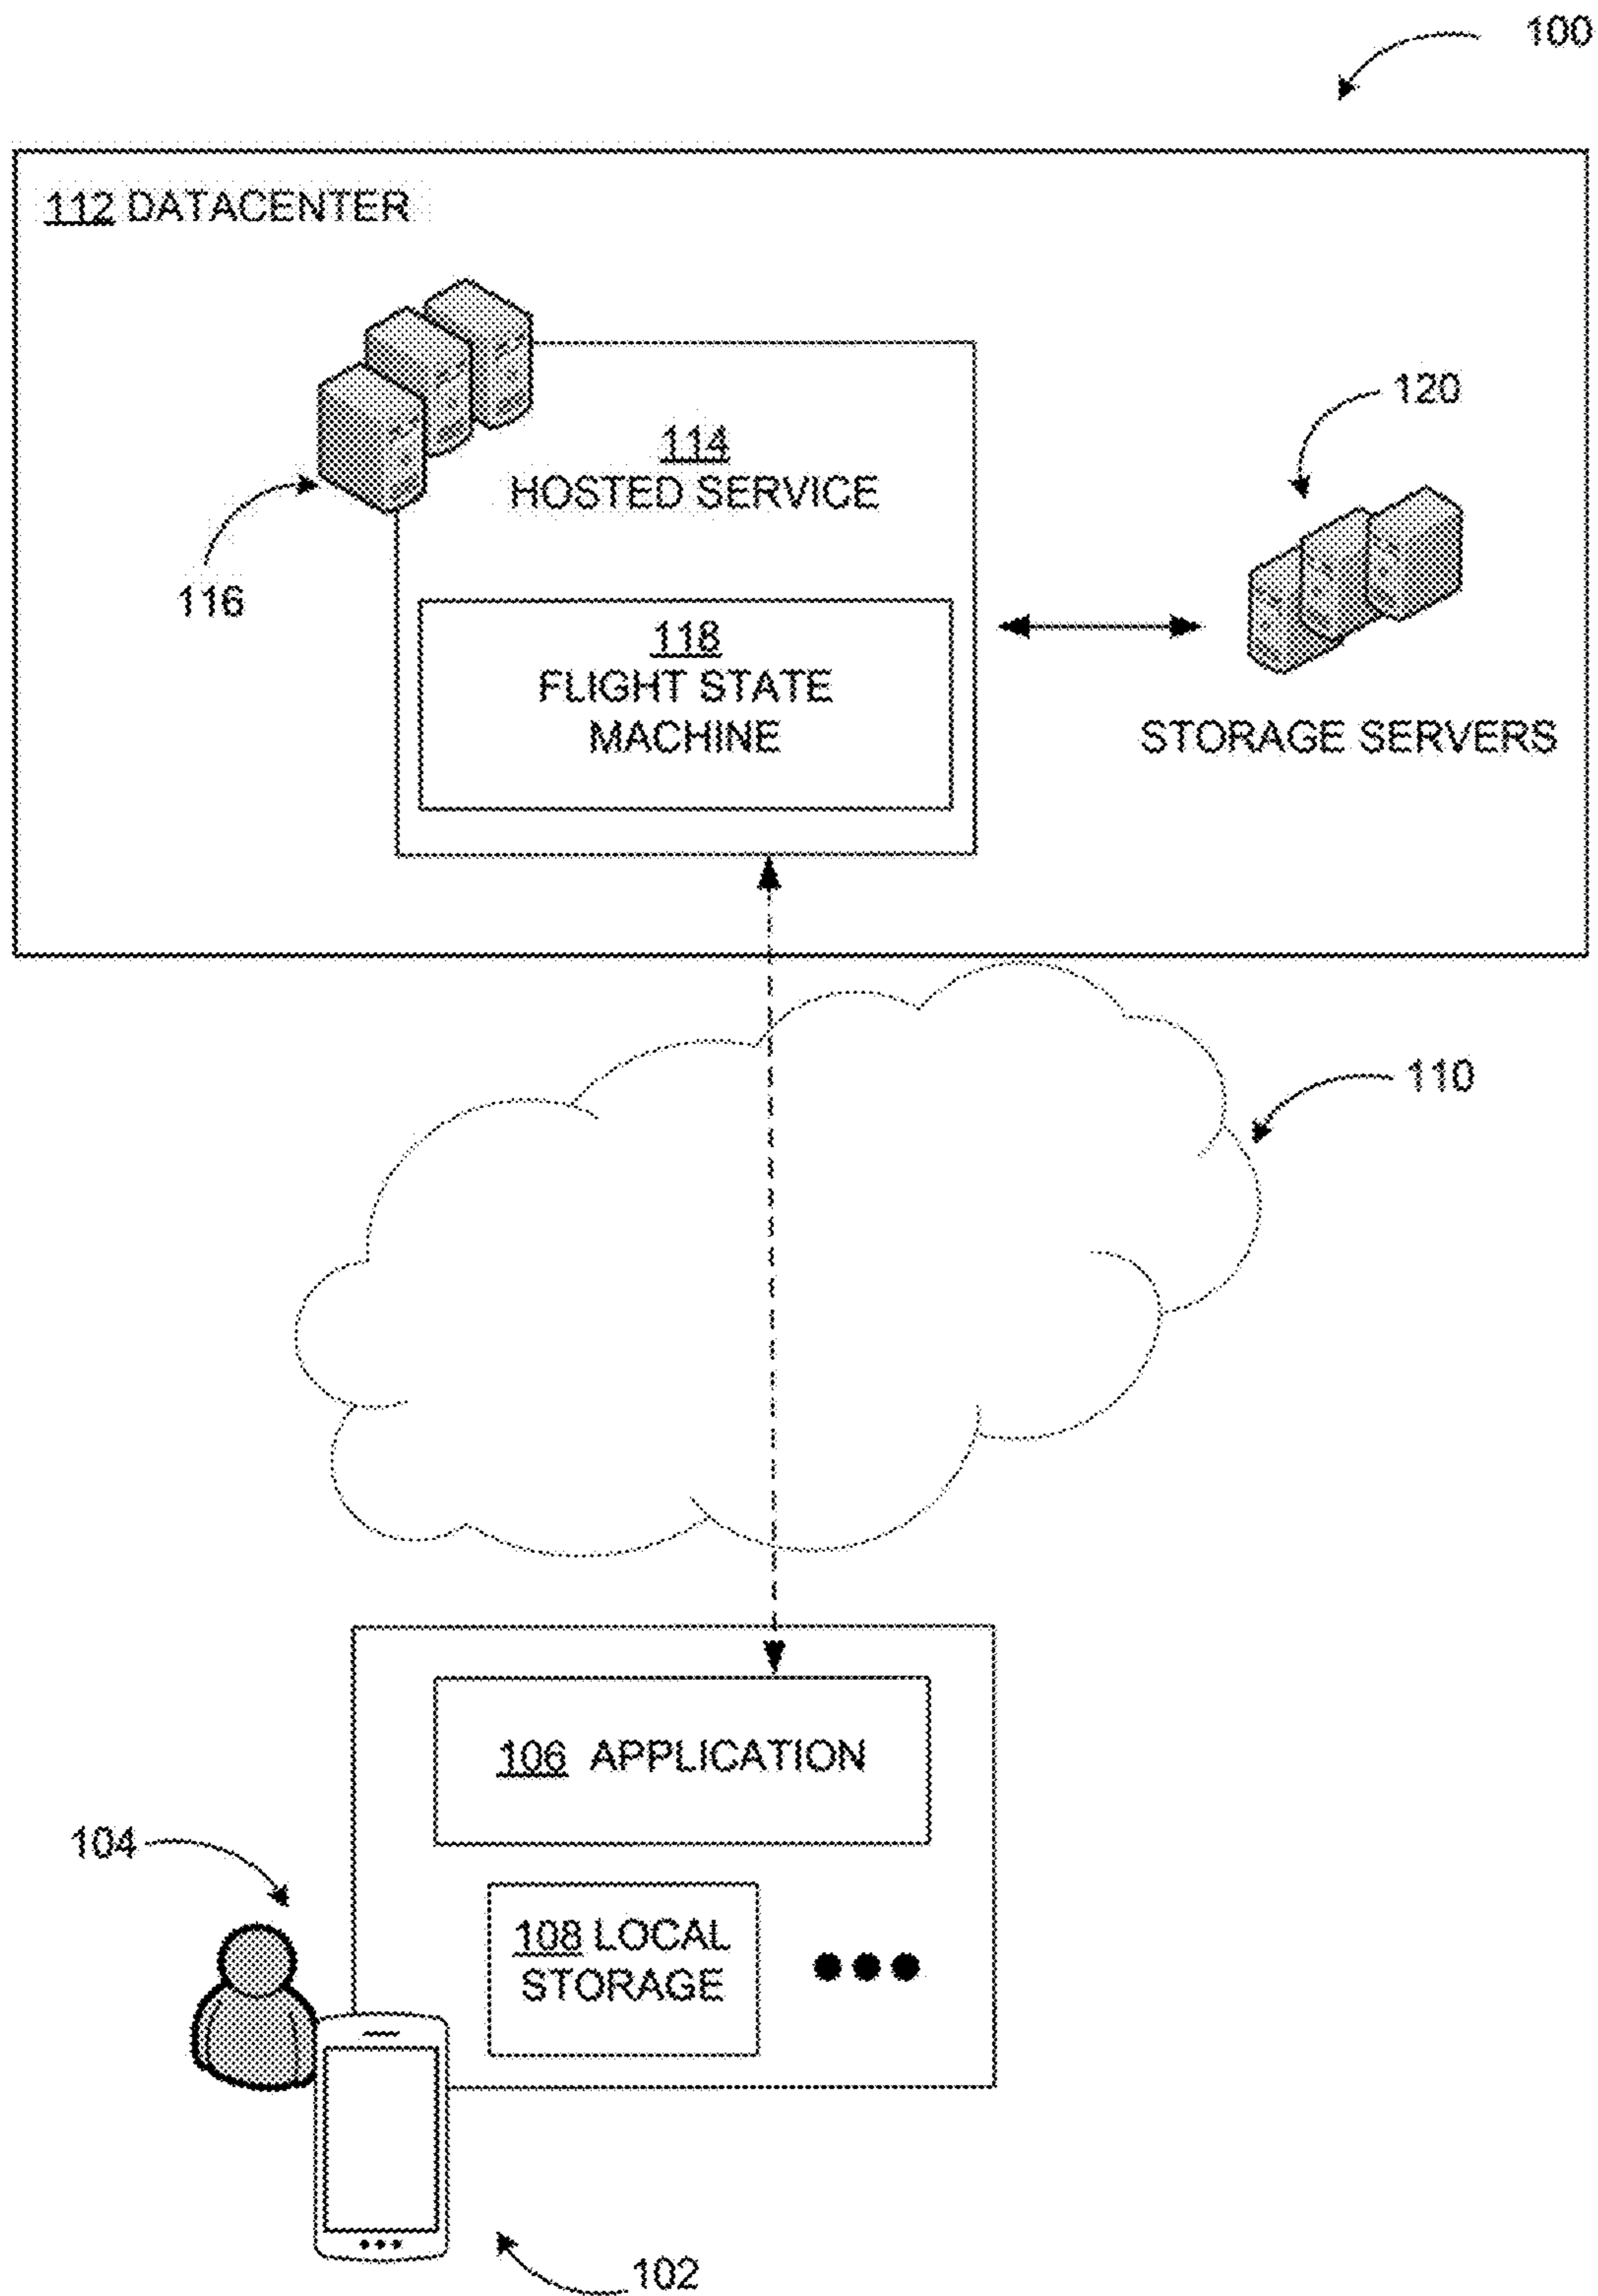 100
112 DATACENTER
114
HOSTED SERVICE
120
116
118
FLIGHT STATE
MACHINE
STORAGE SERVERS
110
106 APPLICATION
104
108 LOCAL
STORAGE
102